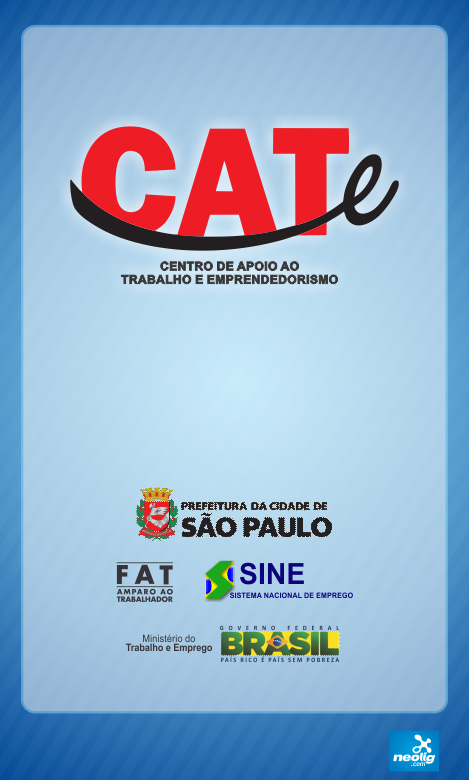 CATe
CENTRO DE APOIO AO
TRABALHO E EMPRENDEDORISMO
PREFEITURA DA CIDADE DE
SÃO PAULO
FAT
AMPARO AO
TRABALHADOR
SINE
SISTEMA NACIONAL DE EMPREGO
Ministério do
Trabalho e Emprego
GOVERNO FEDERAL
BRASIL
PAÍS RICO É PAÍS SEM POBREZA
neolig
.com